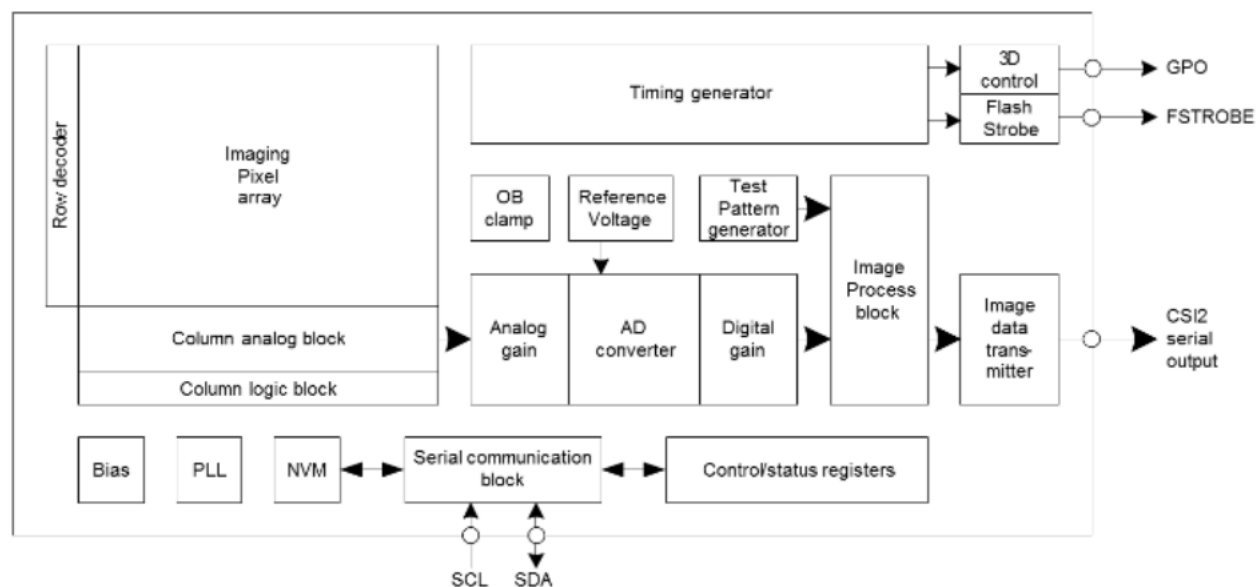 Row decoder
Imaging
Pixel
array
Timing generator
3D
control
GPO
Flash
Strobe
FSTROBE
OB
clamp
Reference
Voltage
Test
Pattern
generator
Image
Process
block
Column analog block
Column logic block
Analog
gain
AD
converter
Digital
gain
Image
data
trans-
mitter
CSI2
serial
output
Bias
PLL
NVM
Serial communication
block
Control/status registers
SCL
SDA